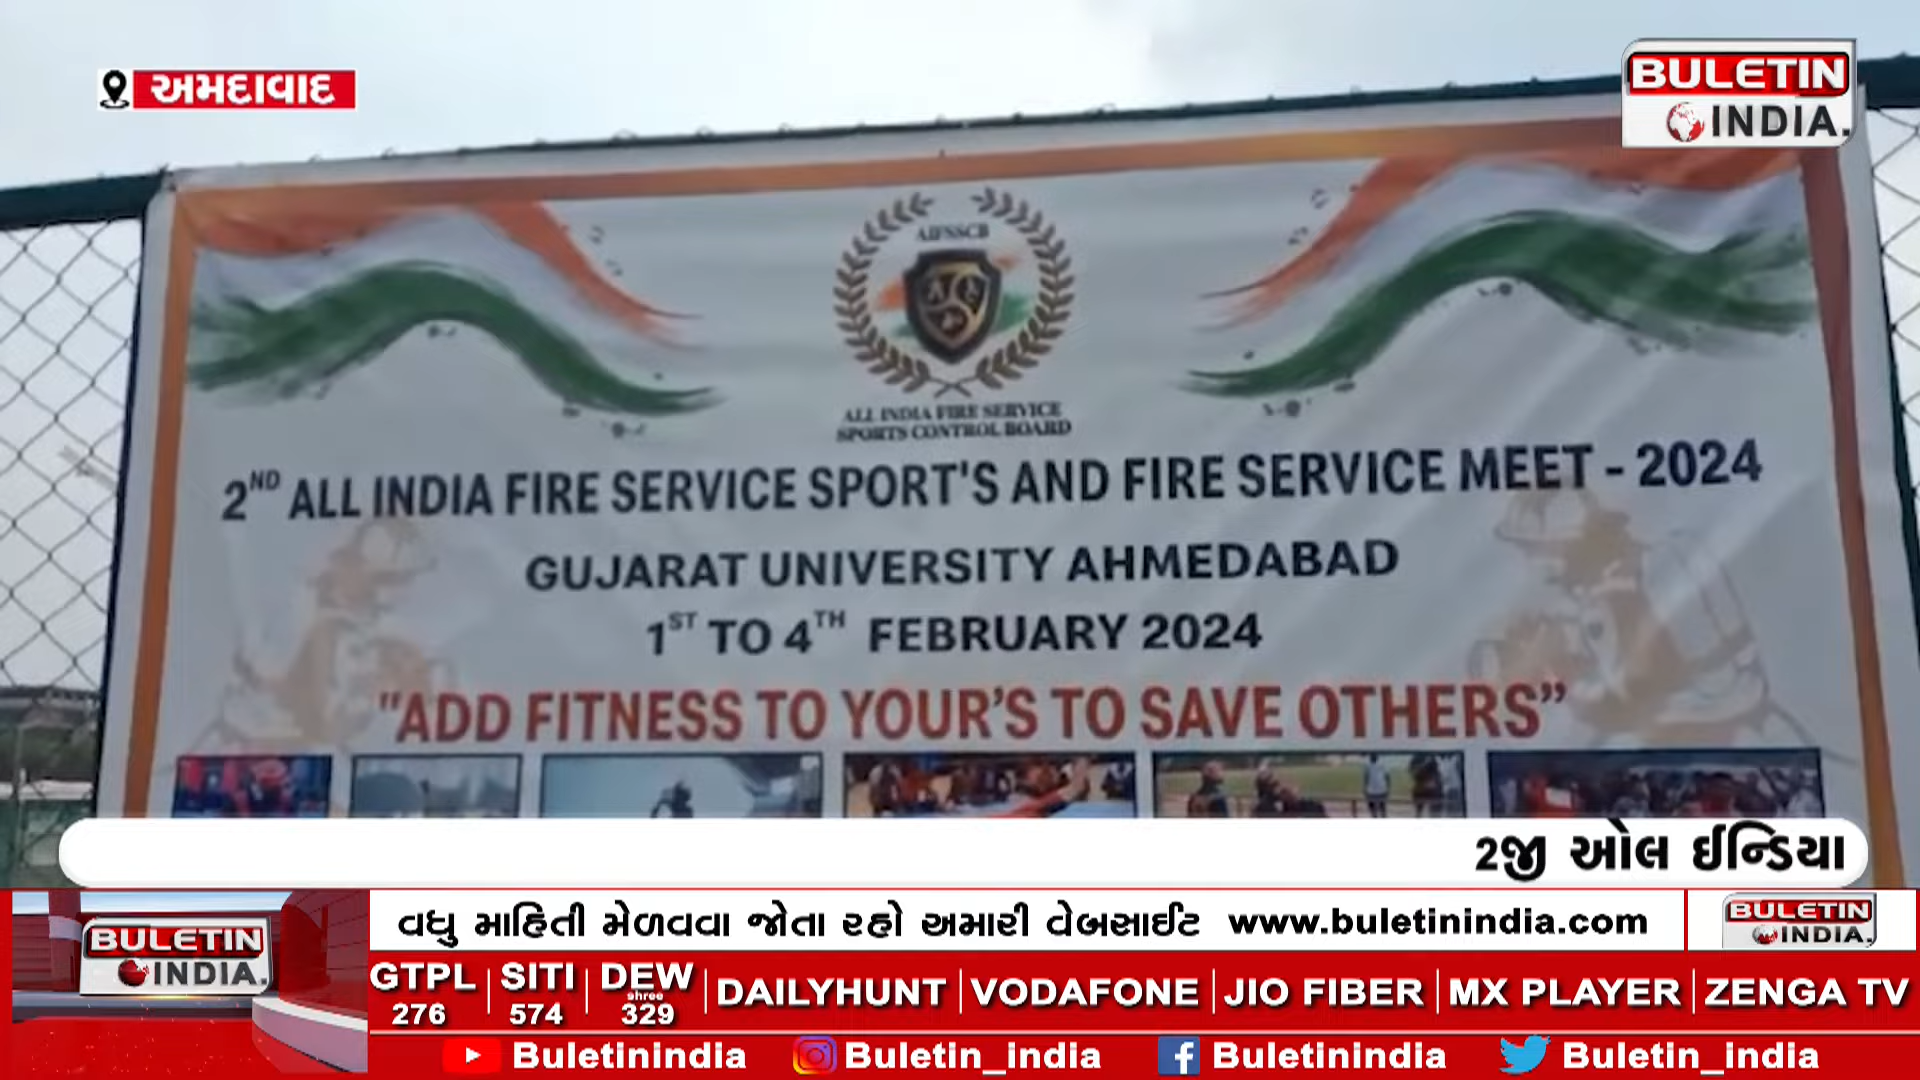 અમદાવાદ
BULETIN
INDIA.
AIFSSCB
ALL INDIA FIRE SERVICE
SPORTS CONTROL BOARD
2ND ALL INDIA FIRE SERVICE SPORT'S AND FIRE SERVICE MEET - 2024
GUJARAT UNIVERSITY AHMEDABAD
1ST TO 4TH FEBRUARY 2024
"ADD FITNESS TO YOUR'S TO SAVE OTHERS”
2જી ઓલ ઈન્ડિયા
BULETIN
INDIA.
વધુ માહિતી મેળવવા જોતા રહો અમારી વેબસાઈટ www.buletinindia.com
BULETIN
INDIA.
GTPL 276 | SITI 574 | DEW shree 329 | DAILYHUNT | VODAFONE | JIO FIBER | MX PLAYER | ZENGA TV
Buletinindia Buletin_india Buletinindia Buletin_india